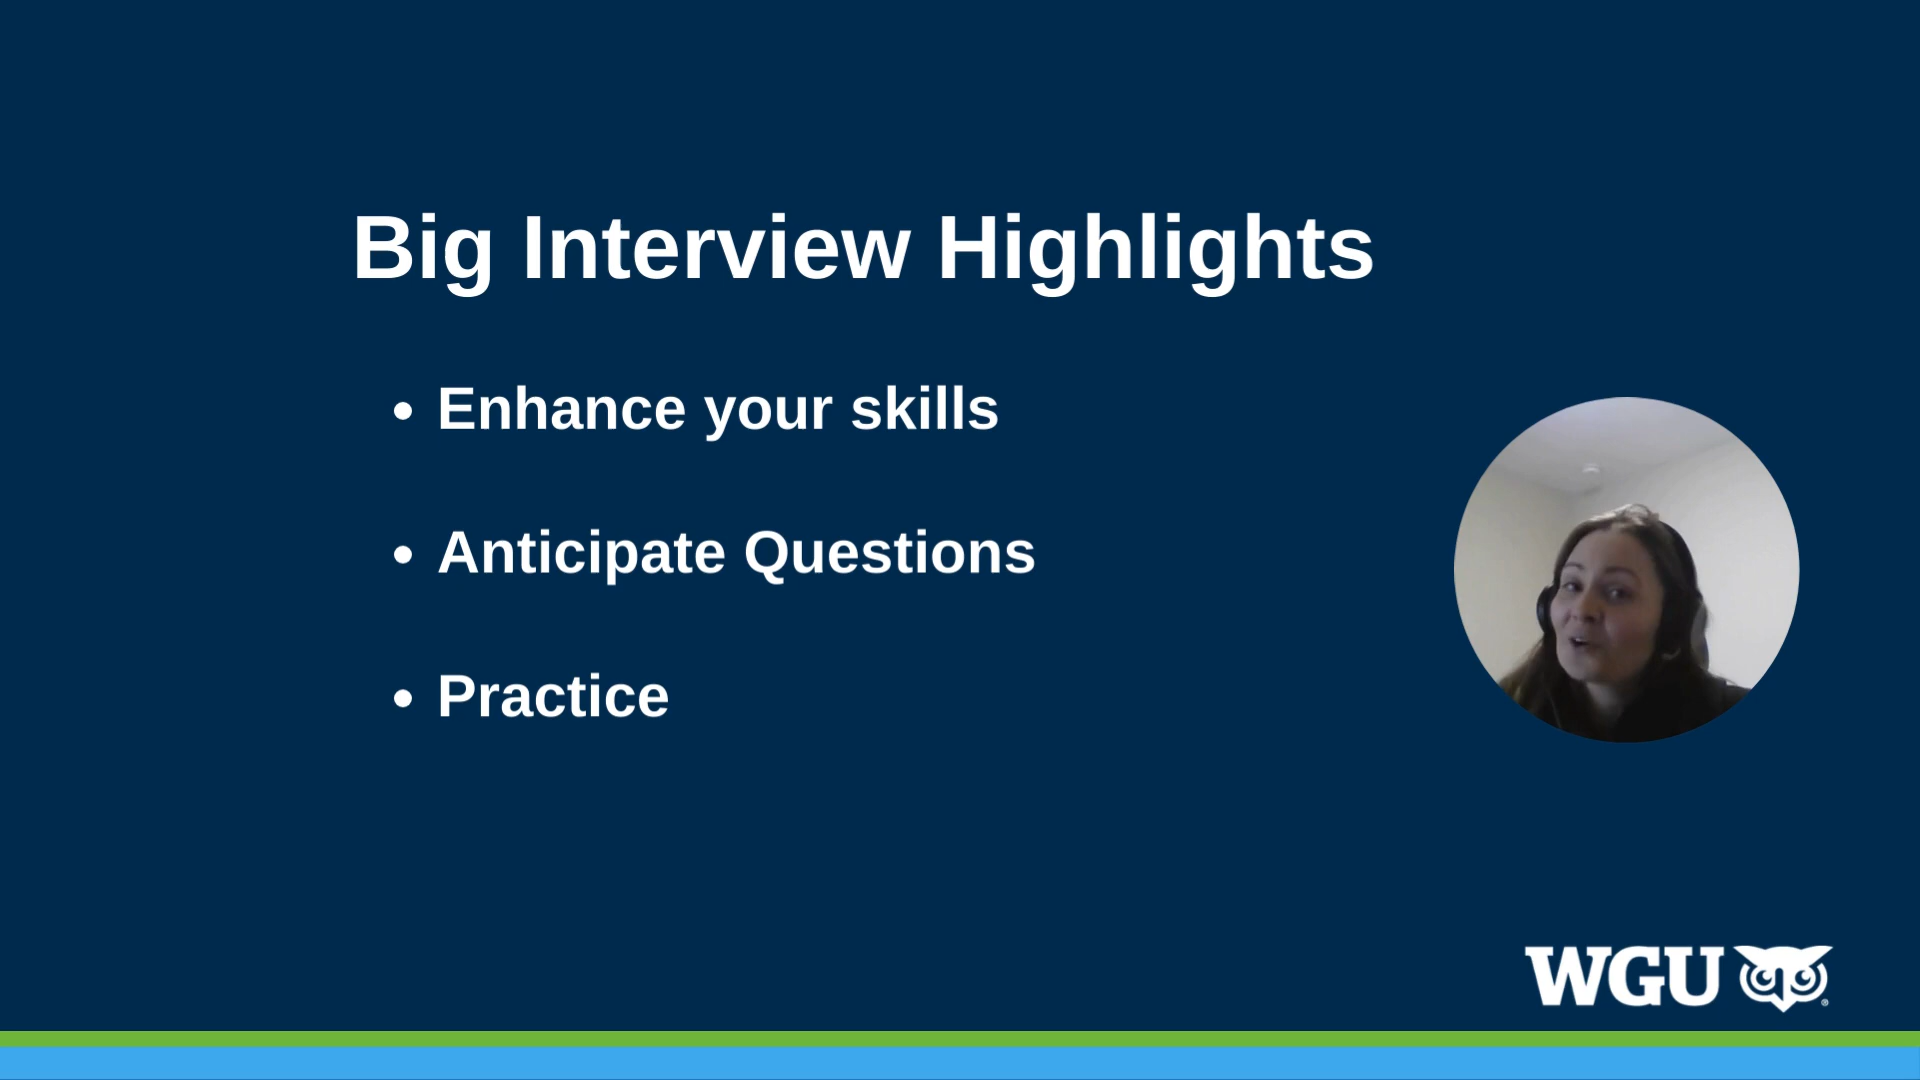 Big Interview Highlights
• Enhance your skills
• Anticipate Questions
• Practice
WGU